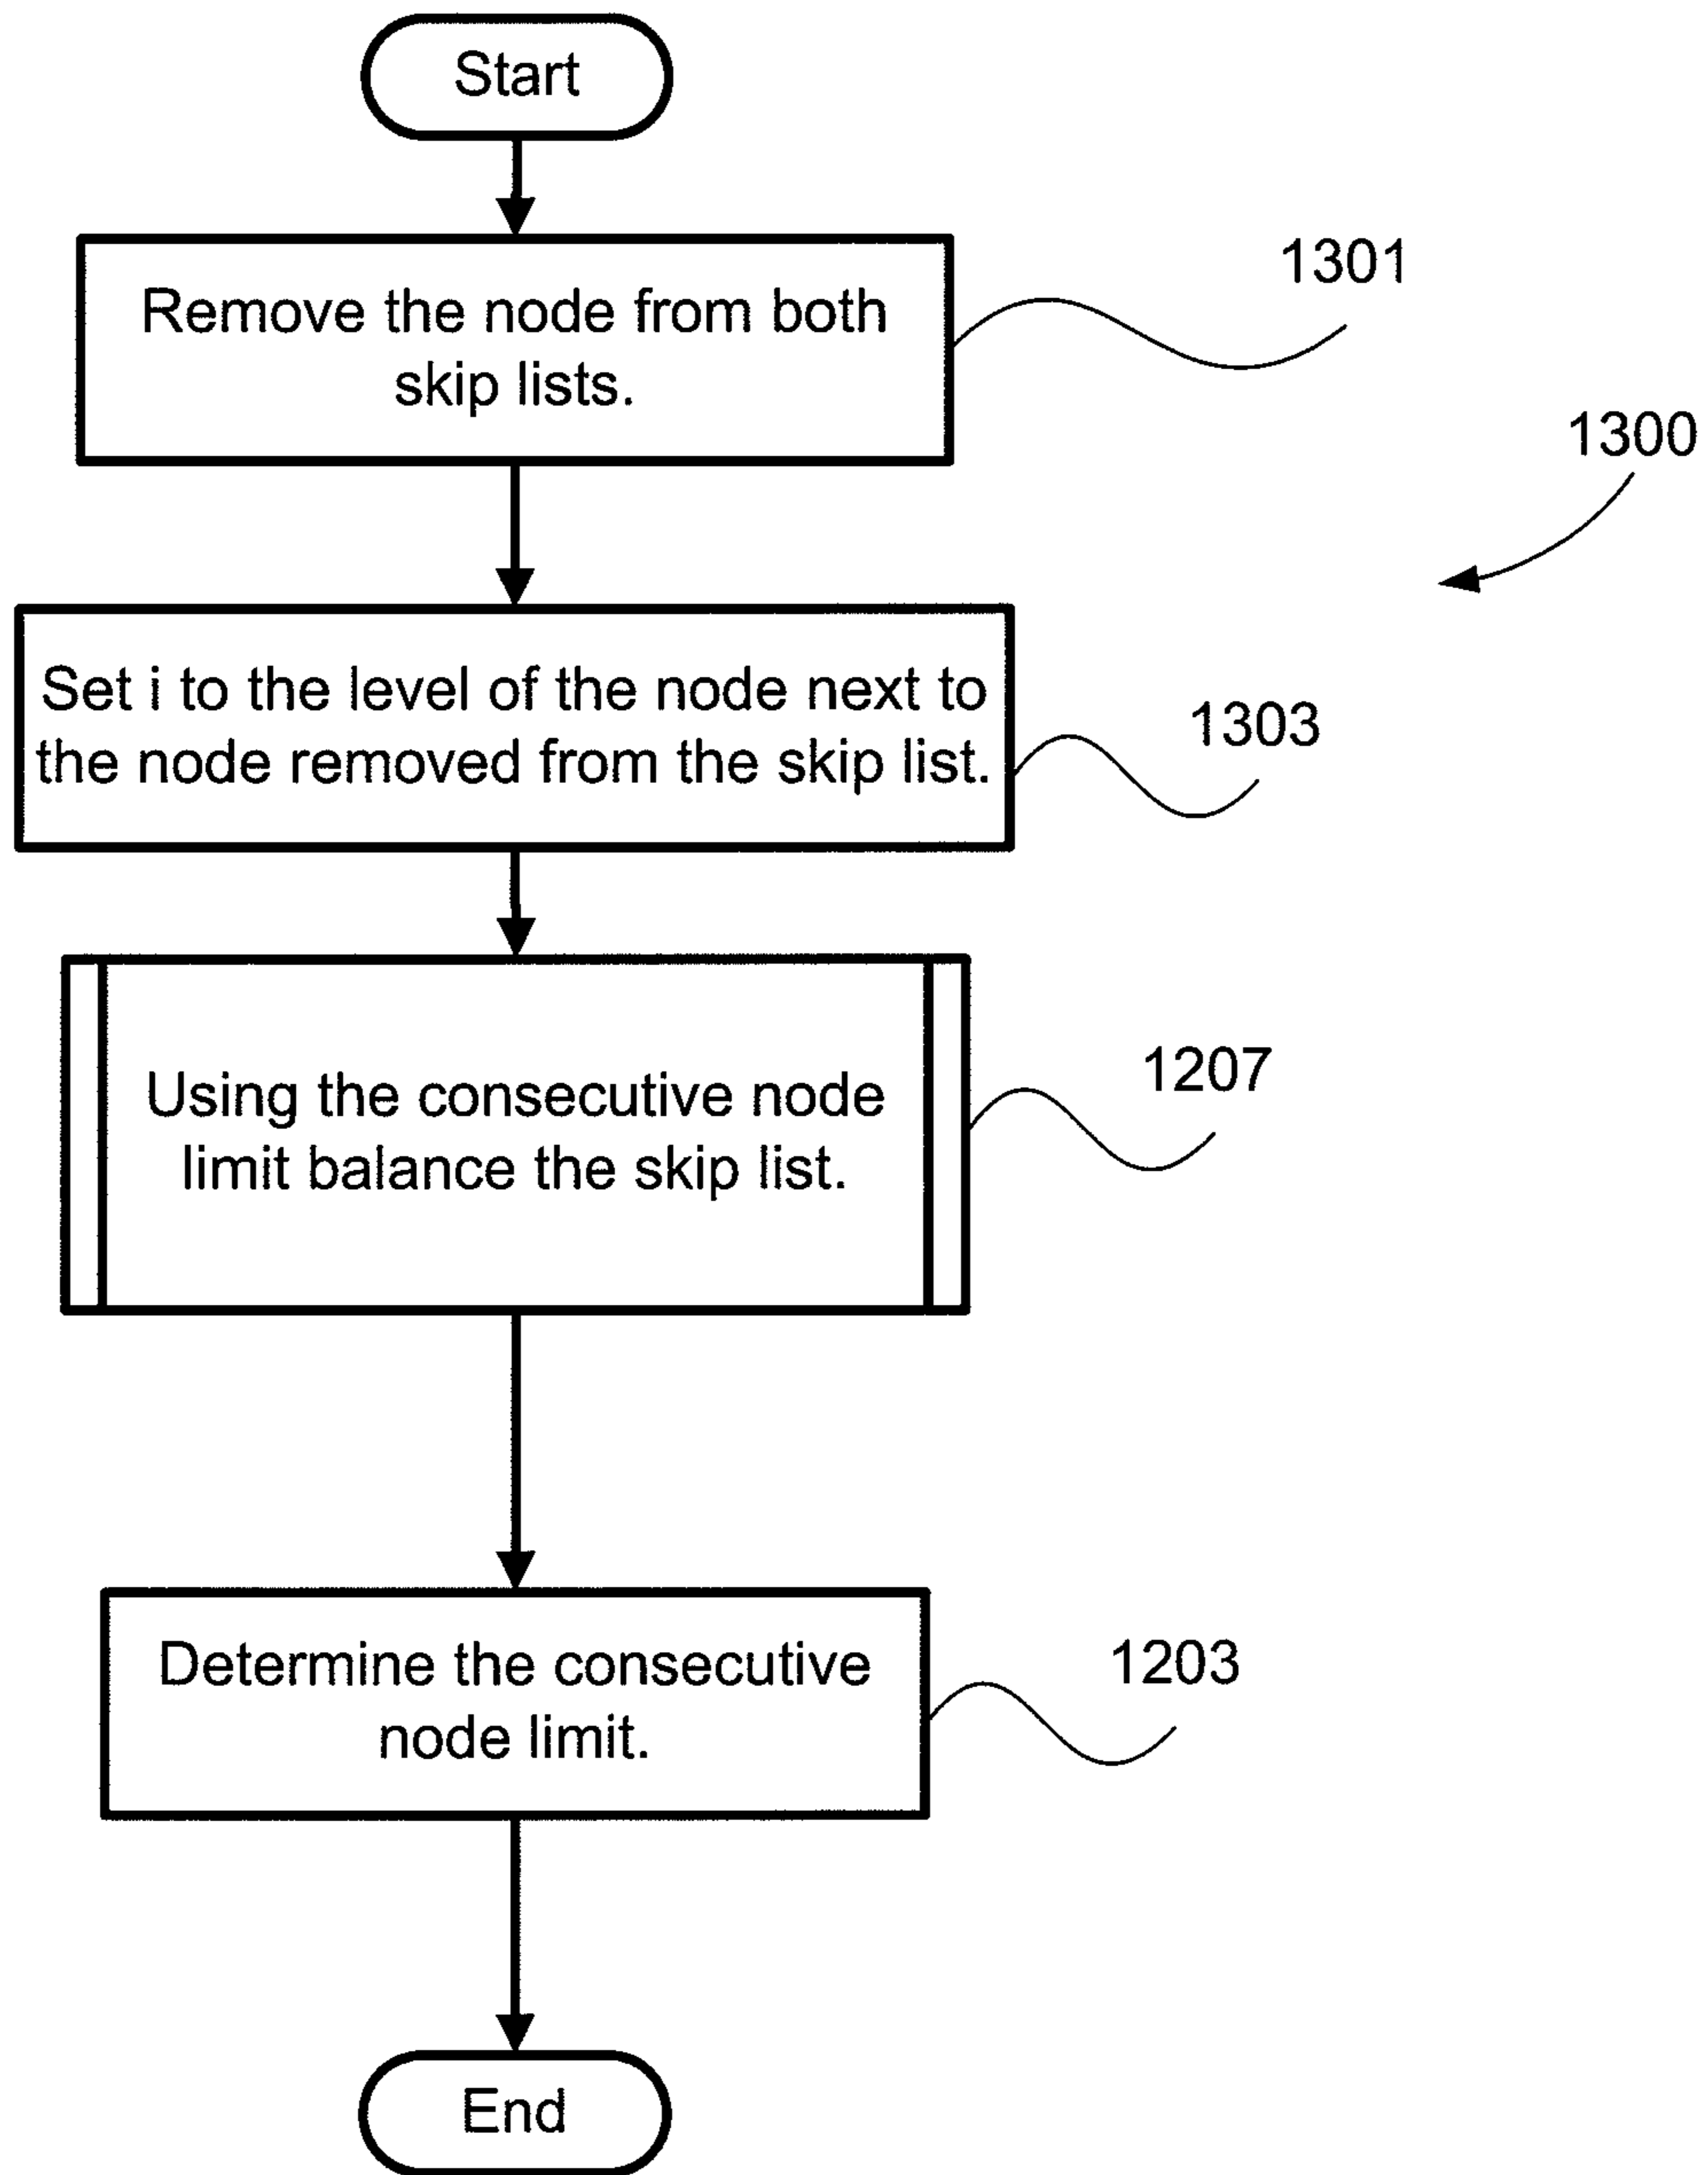 Start
Remove the node from both
skip lists.
1301
1300
Set i to the level of the node next to
the node removed from the skip list.
1303
Using the consecutive node
limit balance the skip list.
1207
Determine the consecutive
node limit.
1203
End